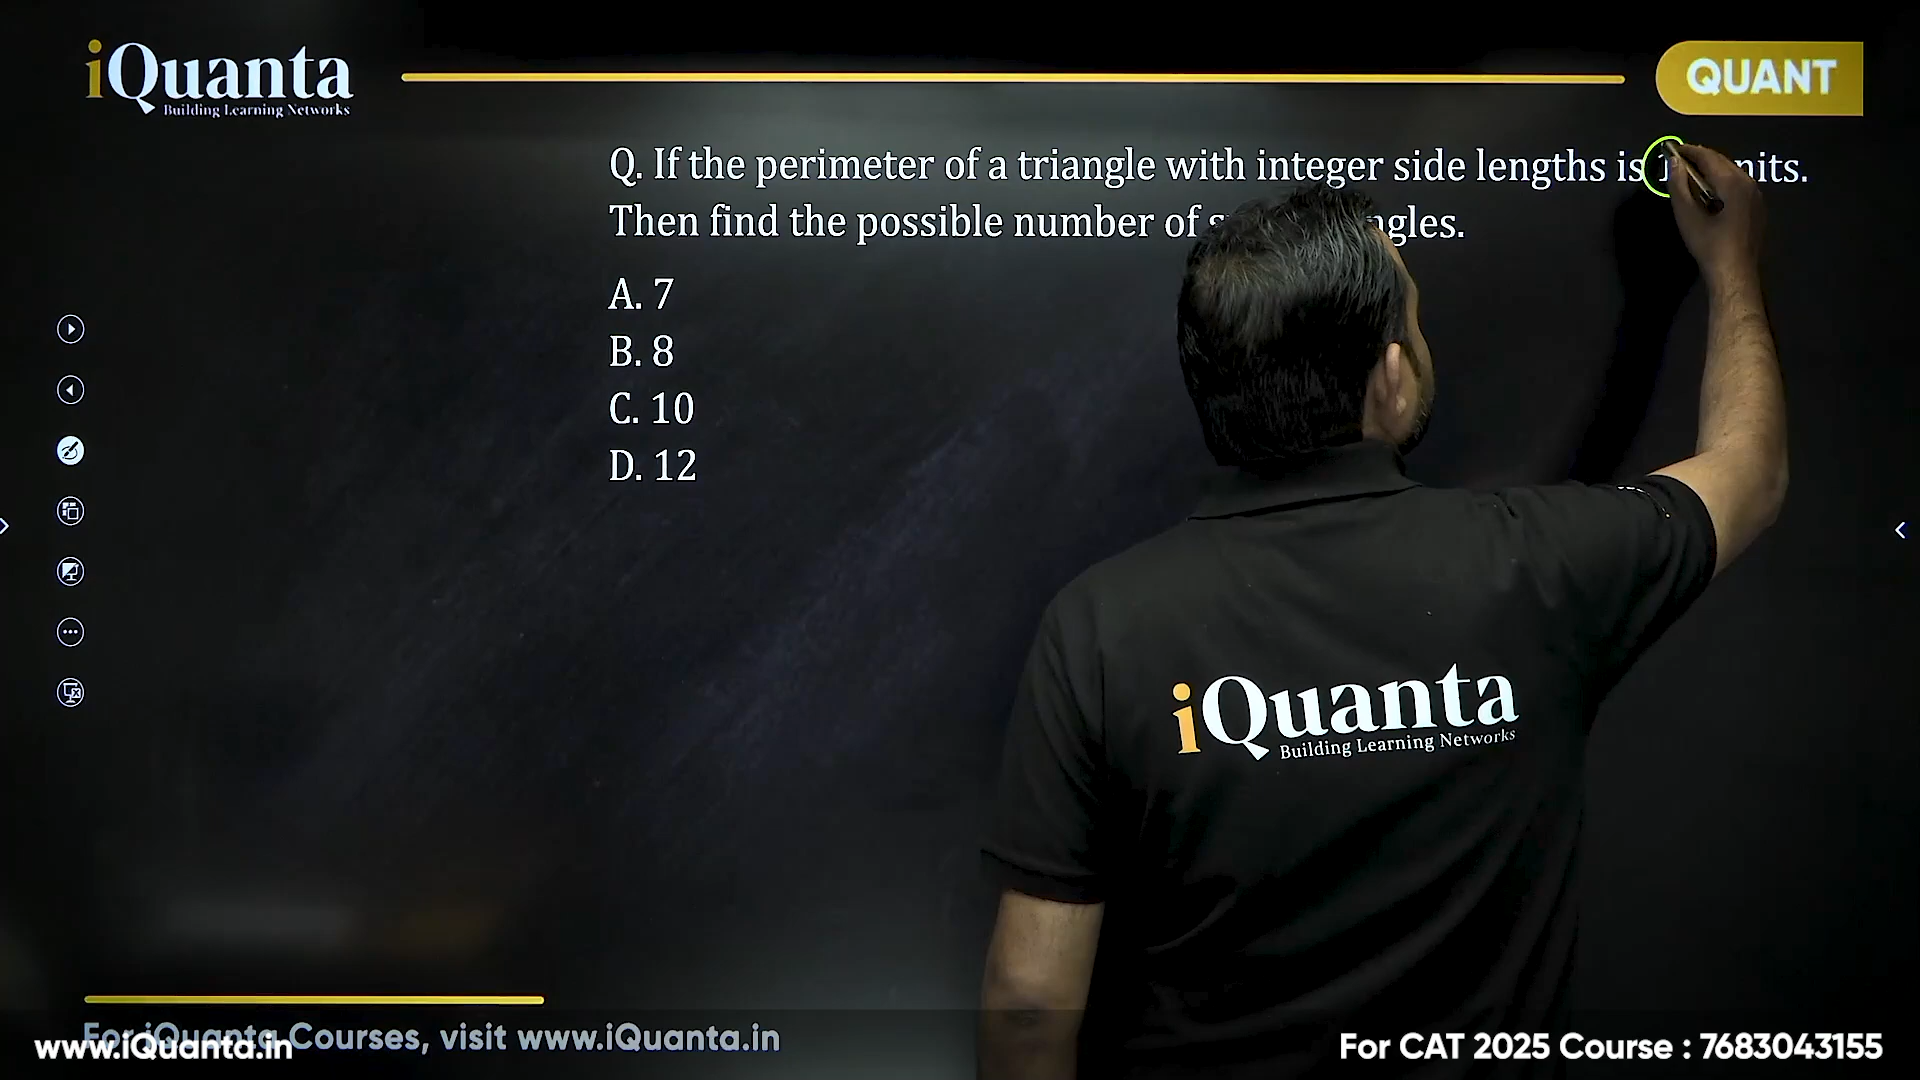 iQuanta
Building Learning Networks
QUANT
Q. If the perimeter of a triangle with integer side lengths is
Then find the possible number of
A. 7
B. 8
C. 10
D. 12
iQuanta
Building Learning Networks
For iQuanta Courses, visit www.iQuanta.in
www.iQuanta.in
For CAT 2025 Course : 7683043155